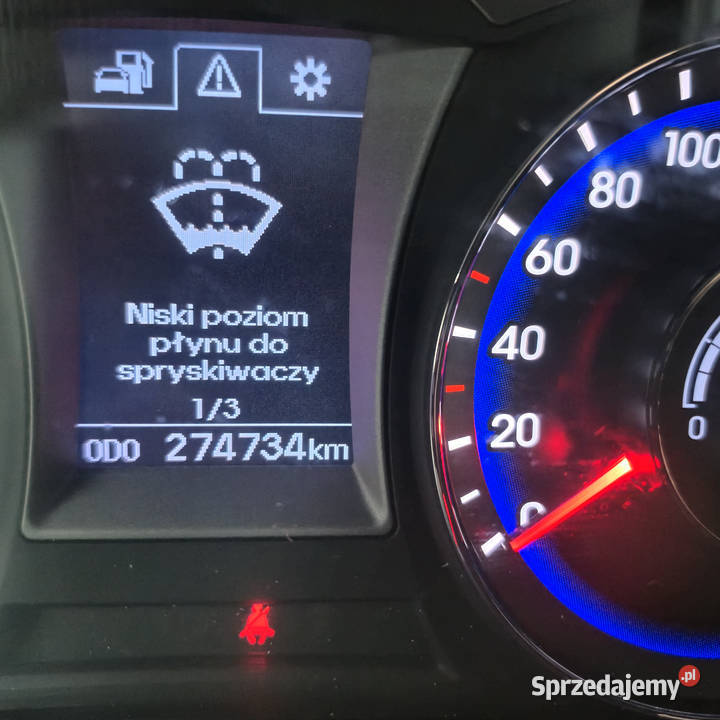 Niski poziom
płynu do
spryskiwaczy
1/3
ODO 274734km
100
80
60
40
20
0
0
Sprzedajemy.pl